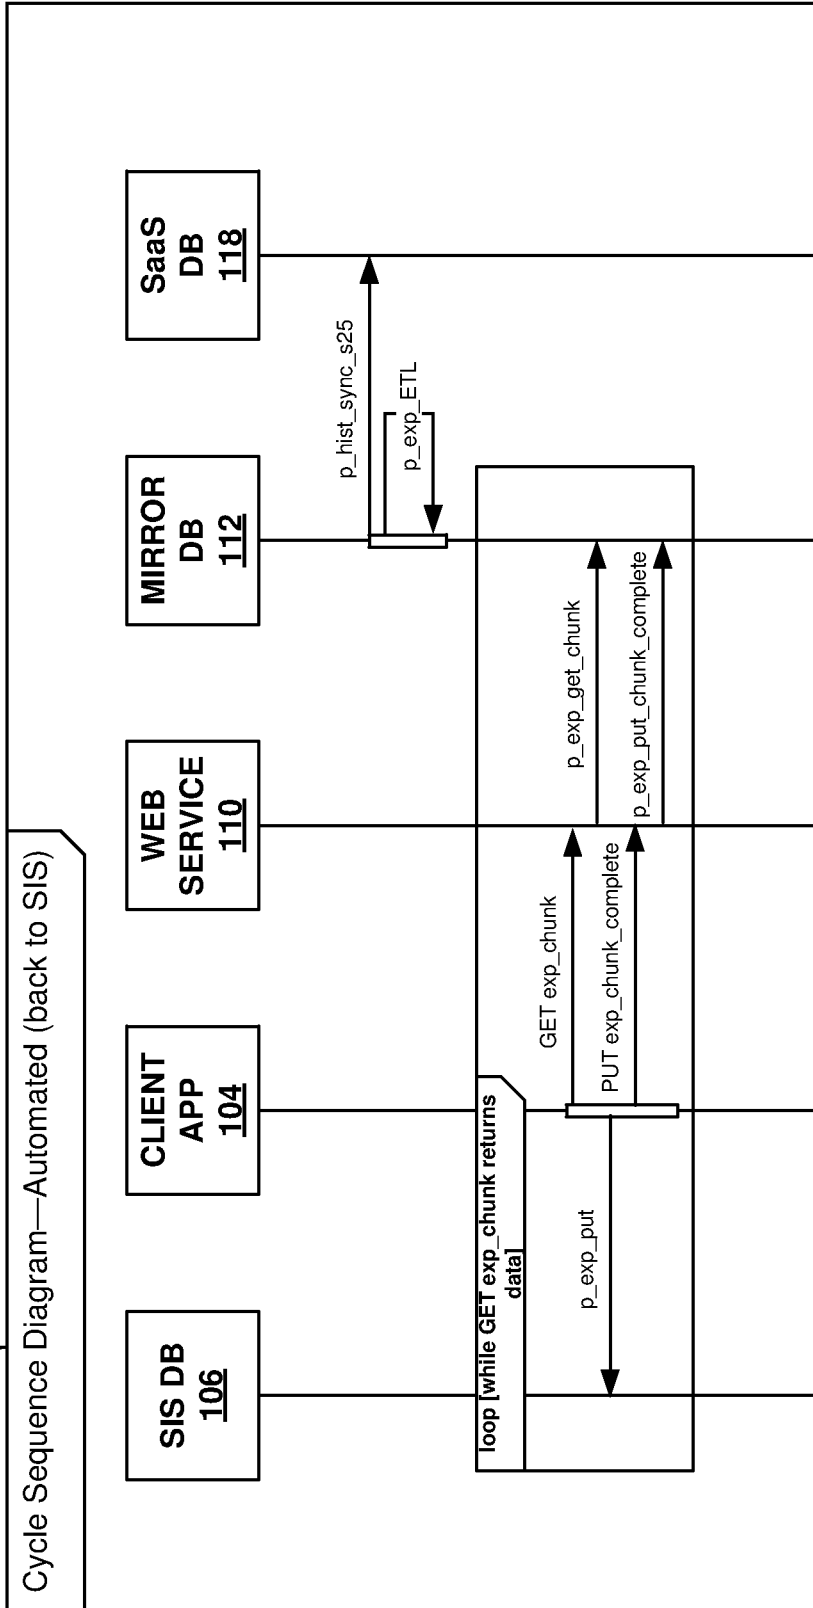 Cycle Sequence Diagram—Automated (back to SIS)
SIS DB
106
CLIENT
APP
104
WEB
SERVICE
110
MIRROR
DB
112
SaaS
DB
118
p_hist_sync_s25
p_exp_ETL
loop [while GET exp_chunk returns
data]
GET exp_chunk
p_exp_get_chunk
p_exp_put
PUT exp_chunk_complete
p_exp_put_chunk_complete